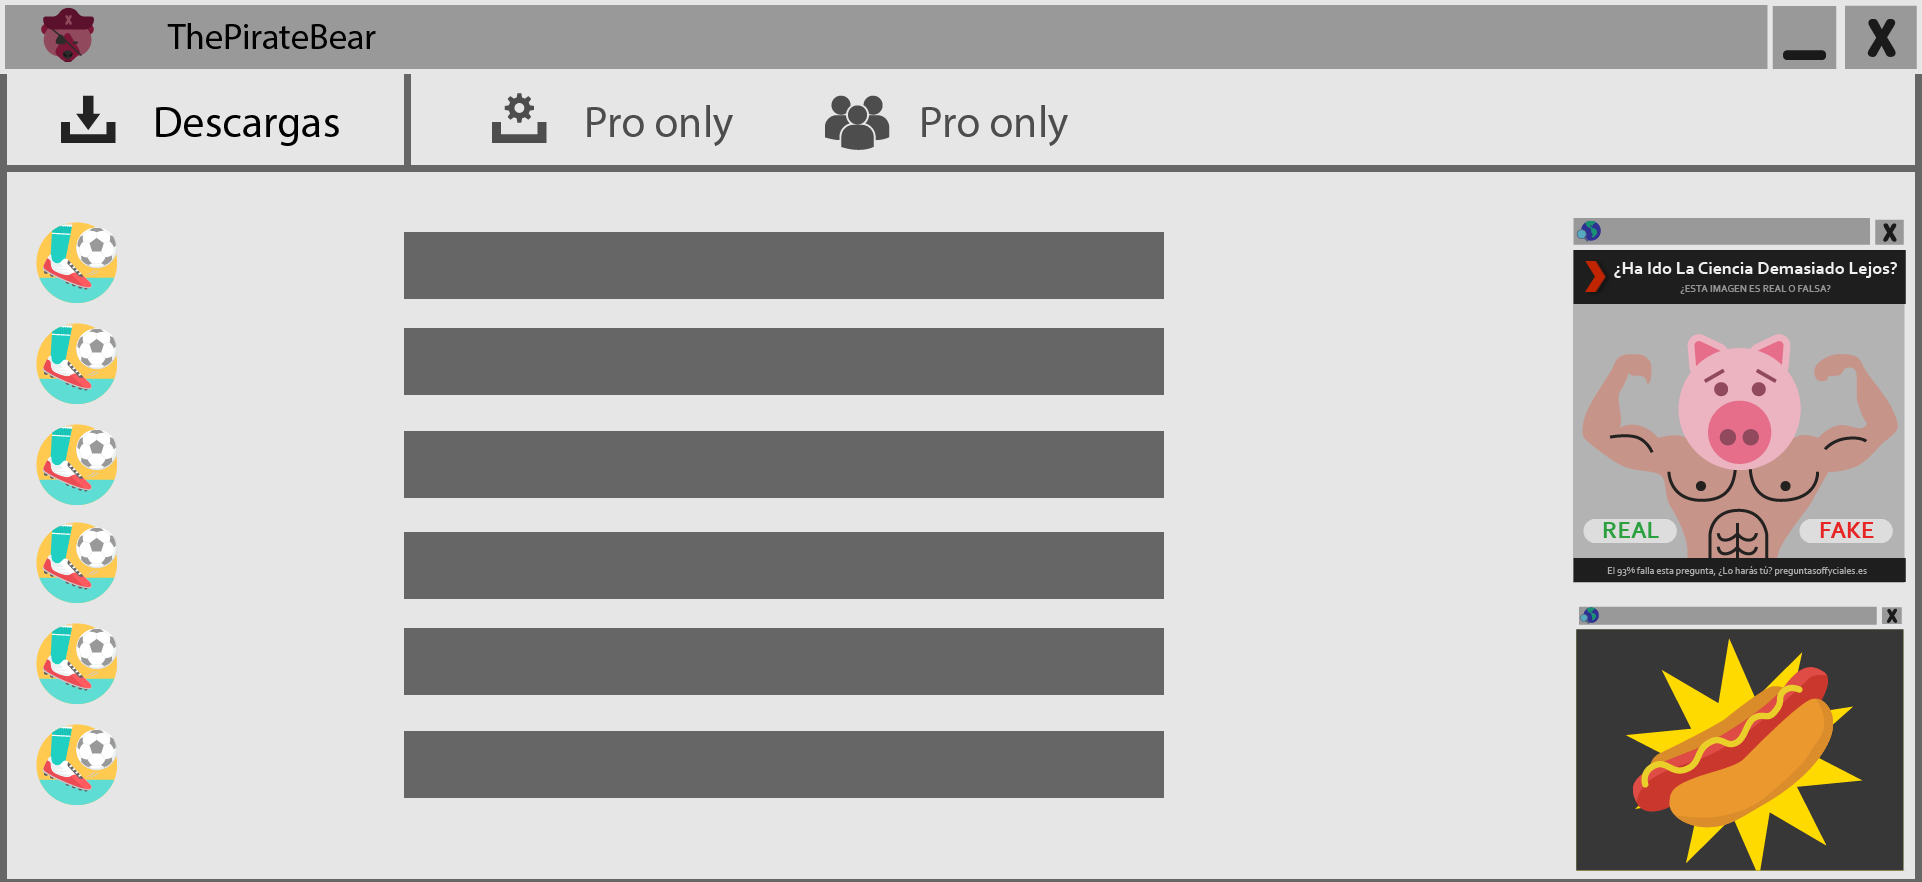 ThePirateBear
X
Descargas
Pro only
Pro only
X
¿Ha Ido La Ciencia Demasiado Lejos?
¿ESTA IMAGEN ES REAL O FALSA?
REAL
FAKE
El 93% falla esta pregunta, ¿Lo harás tú? preguntasoffyciales.es
X